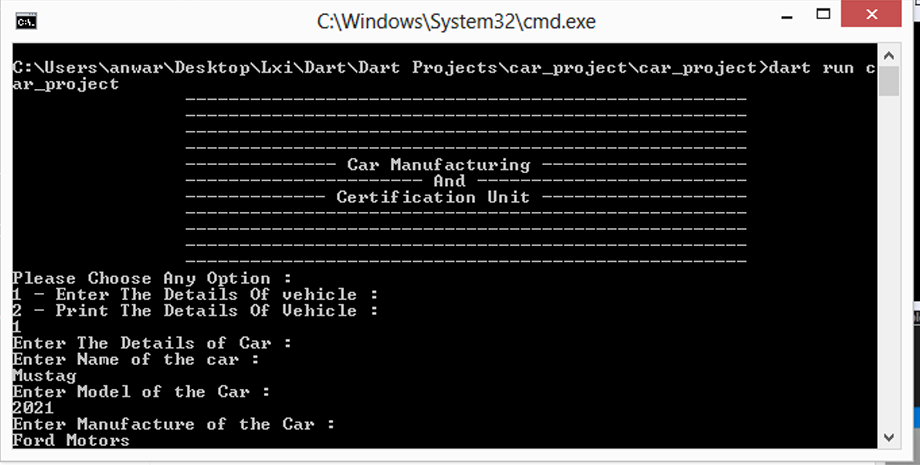 C:\Windows\System32\cmd.exe
C:\Users\anwar\Desktop\Lxi\Dart\Dart Projects\car_project\car_project>dart run c
ar_project
----------------------------------------------------
----------------------------------------------------
----------------------------------------------------
----------------------------------------------------
-------------- Car Manufacturing -------------------
---------------------- And -------------------------
------------- Certification Unit -------------------
----------------------------------------------------
----------------------------------------------------
----------------------------------------------------
----------------------------------------------------
Please Choose Any Option :
1 - Enter The Details Of vehicle :
2 - Print The Details Of Vehicle :
1
Enter The Details of Car :
Enter Name of the car :
Mustag
Enter Model of the Car :
2021
Enter Manufacture of the Car :
Ford Motors